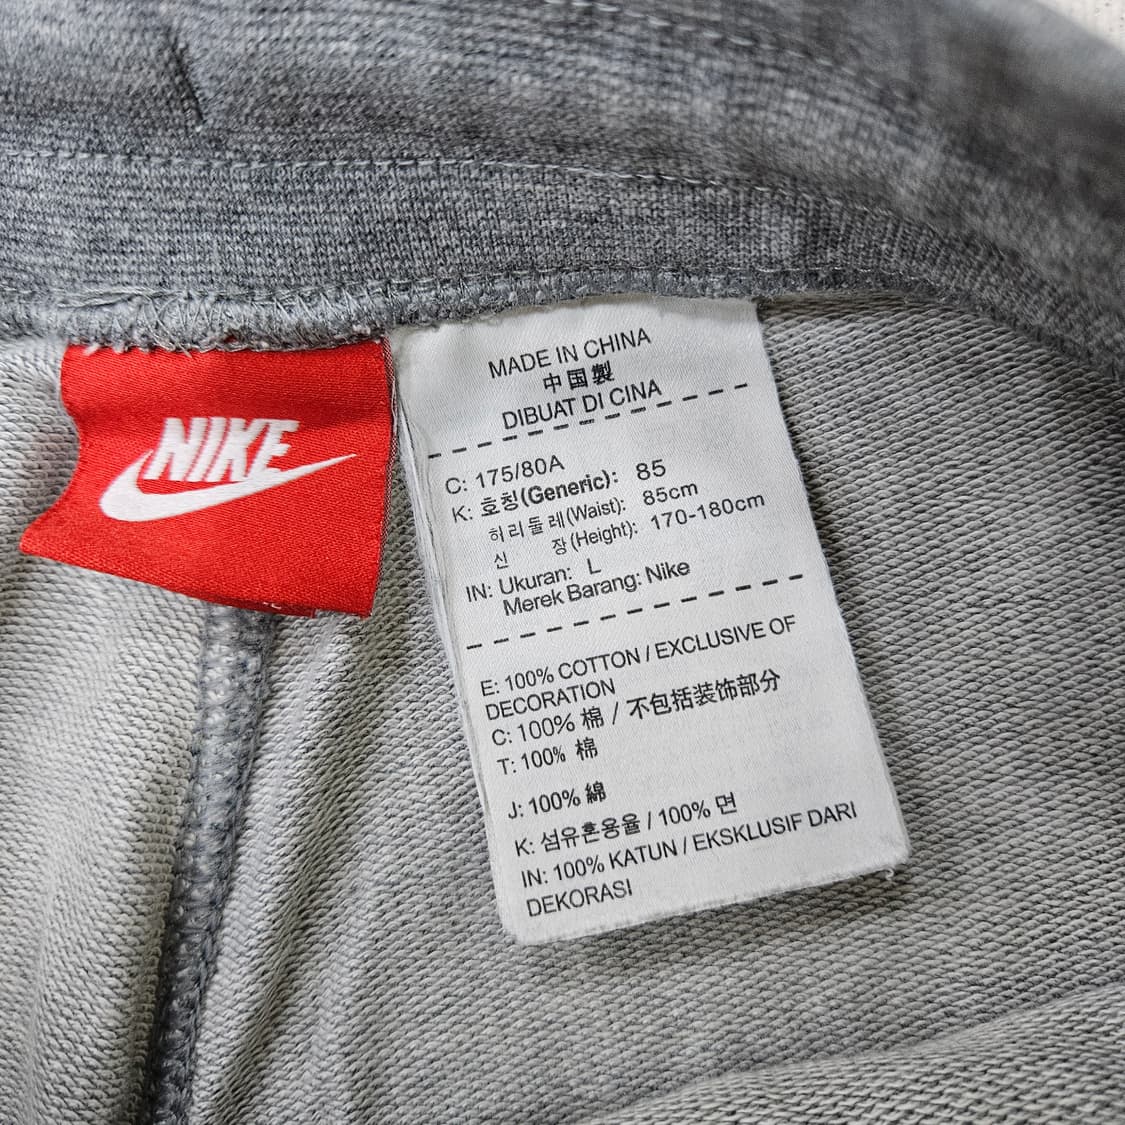 NIKE
MADE IN CHINA
中国製
DIBUAT DI CINA
C: 175/80A
K: 호칭(Generic): 85
허리둘레(Waist): 85cm
신 장(Height): 170-180cm
IN: Ukuran: L
Merek Barang: Nike
E: 100% COTTON / EXCLUSIVE OF
DECORATION
C: 100% 棉 / 不包括装饰部分
T: 100% 棉
J: 100% 綿
K: 섬유혼용율 / 100% 면
IN: 100% KATUN / EKSKLUSIF DARI
DEKORASI